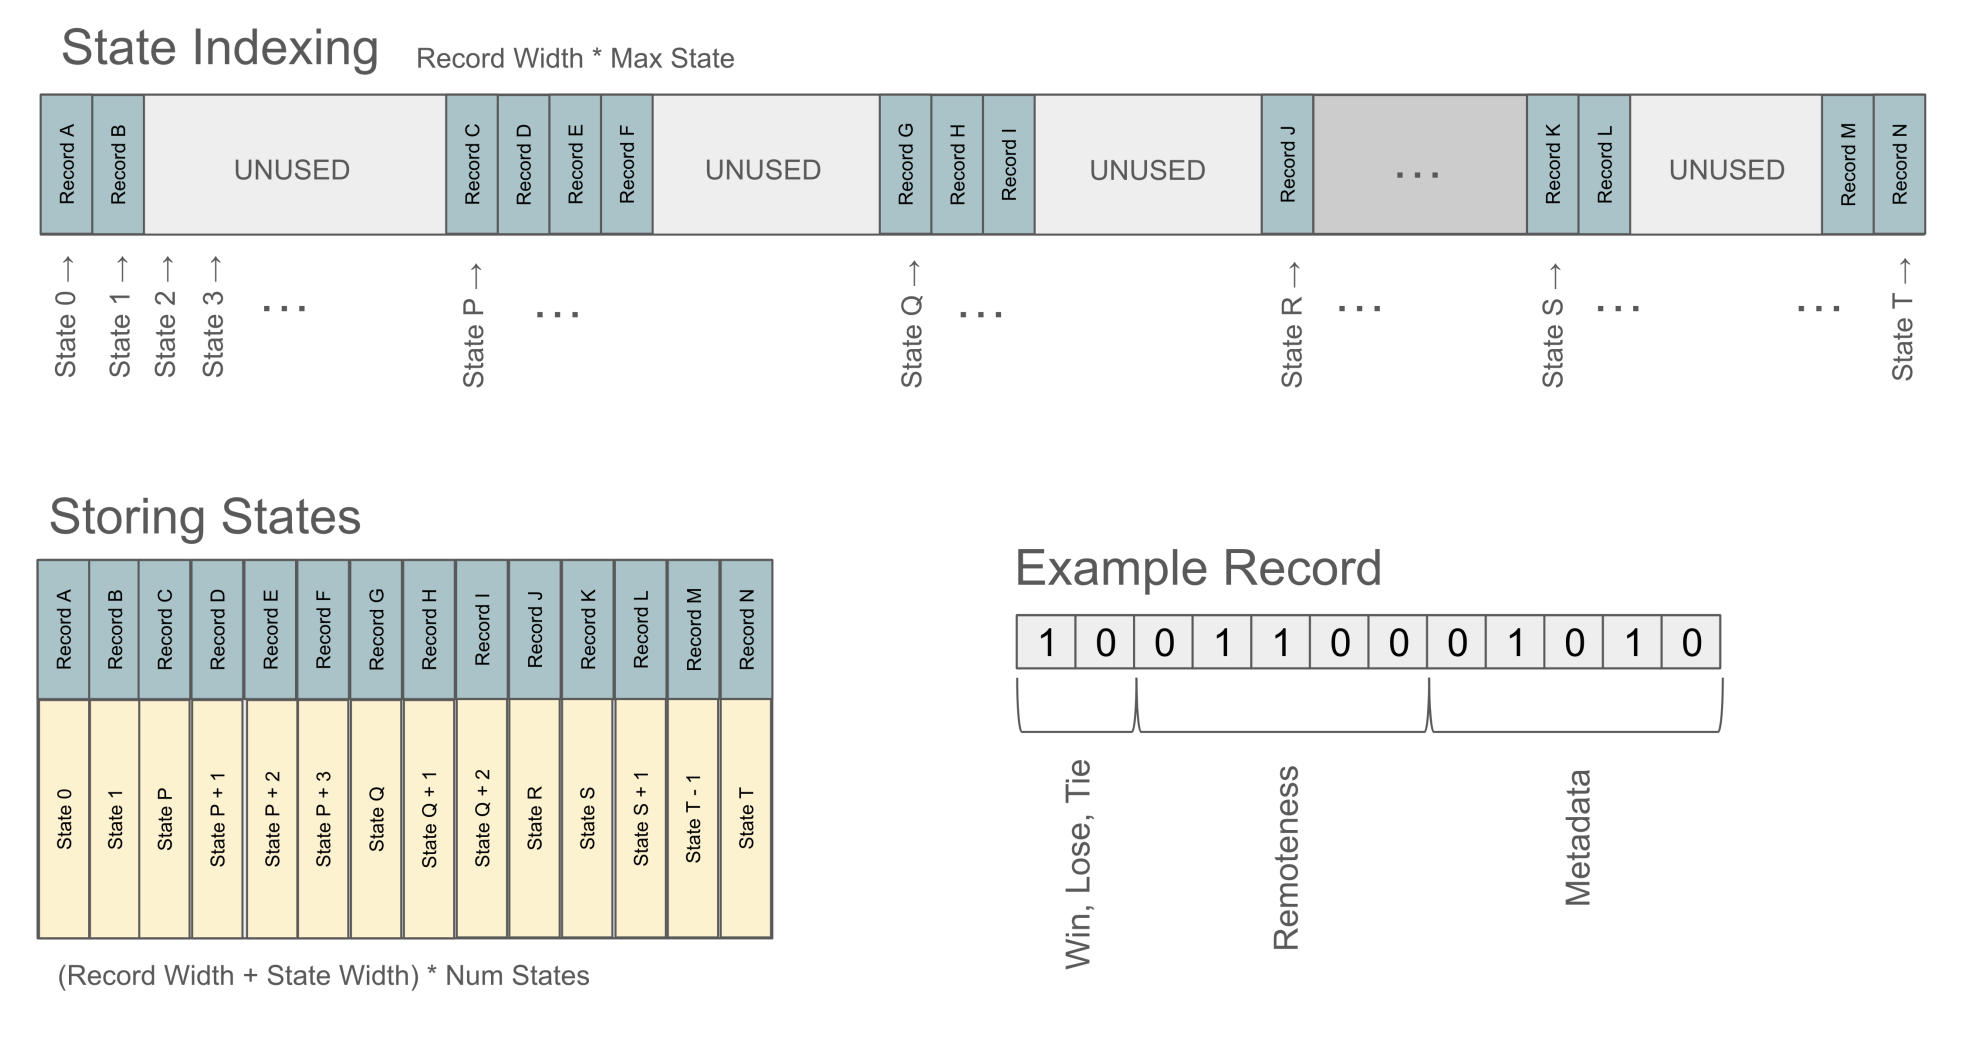 State Indexing
Record Width * Max State
Record A
Record B
UNUSED
Record C
Record D
Record E
Record F
UNUSED
Record G
Record H
Record I
UNUSED
Record J
...
Record K
Record L
UNUSED
Record M
Record N
State 0 →
State 1 →
State 2 →
State 3 →
...
State P →
...
State Q →
...
State R →
...
State S →
...
...
State T →
Storing States
Record A
Record B
Record C
Record D
Record E
Record F
Record G
Record H
Record I
Record J
Record K
Record L
Record M
Record N
State 0
State 1
State P
State P + 1
State P + 2
State P + 3
State Q
State Q + 1
State Q + 2
State R
State S
State S + 1
State T - 1
State T
(Record Width + State Width) * Num States
Example Record
1 0 0 1 1 0 0 0 1 0 1 0
Win, Lose, Tie
Remoteness
Metadata